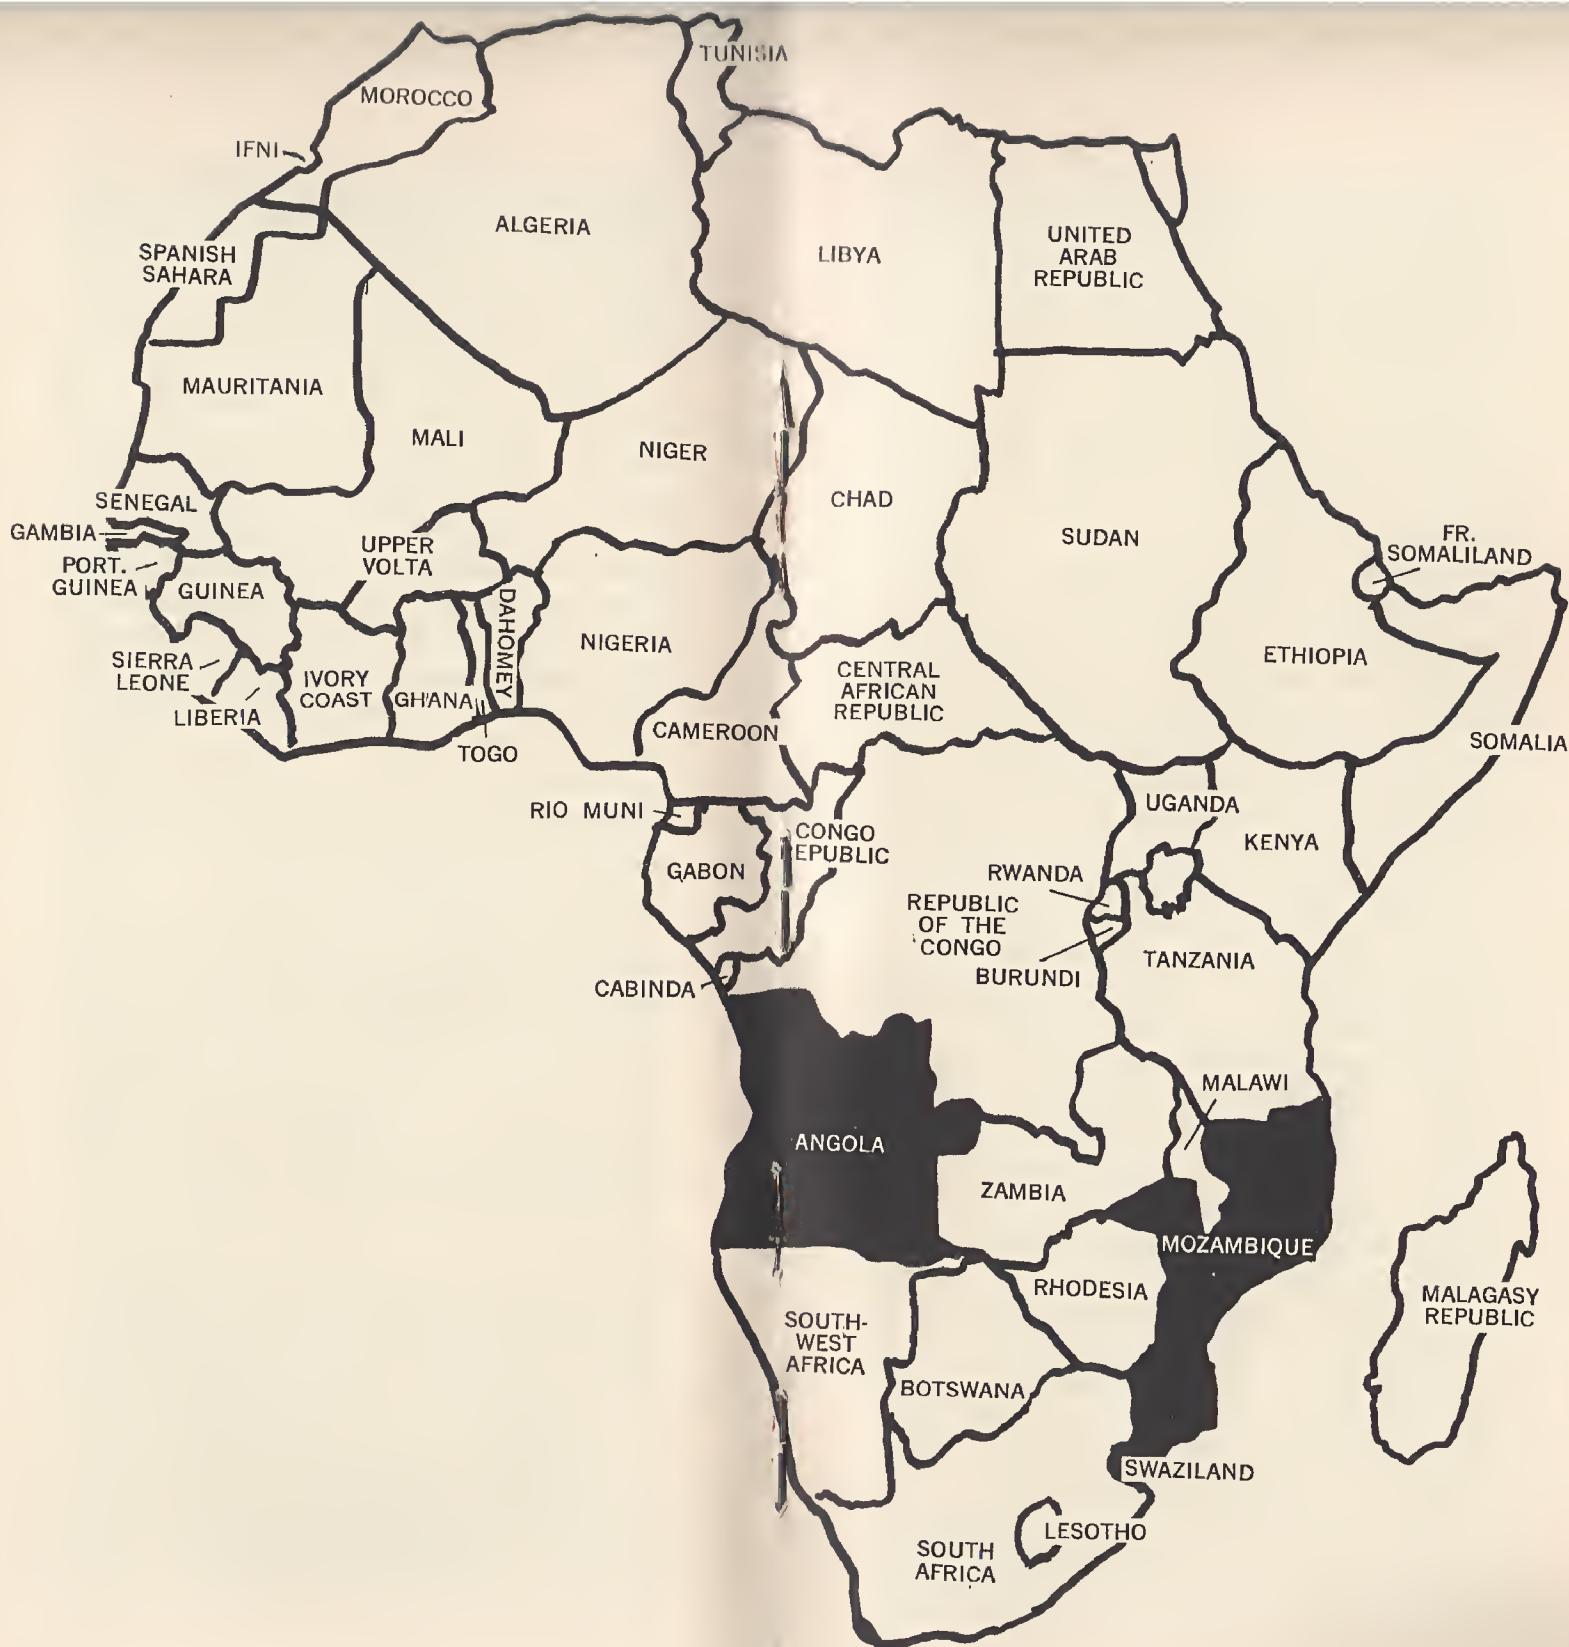 TUNISIA
MOROCCO
IFNI
ALGERIA
LIBYA
UNITED
ARAB
REPUBLIC
SPANISH
SAHARA
MAURITANIA
MALI
NIGER
CHAD
SUDAN
SENEGAL
GAMBIA
PORT.
GUINEA
GUINEA
UPPER
VOLTA
FR.
SOMALILAND
DAHOMEY
NIGERIA
ETHIOPIA
SIERRA
LEONE
LIBERIA
IVORY
COAST
GHANA
TOGO
CENTRAL
AFRICAN
REPUBLIC
CAMEROON
SOMALIA
RIO MUNI
UGANDA
KENYA
CONGO
EPUBLIC
GABON
RWANDA
REPUBLIC
OF THE
CONGO
BURUNDI
TANZANIA
CABINDA
MALAWI
ANGOLA
ZAMBIA
MOZAMBIQUE
RHODESIA
MALAGASY
REPUBLIC
SOUTH-
WEST
AFRICA
BOTSWANA
SWAZILAND
LESOTHO
SOUTH
AFRICA